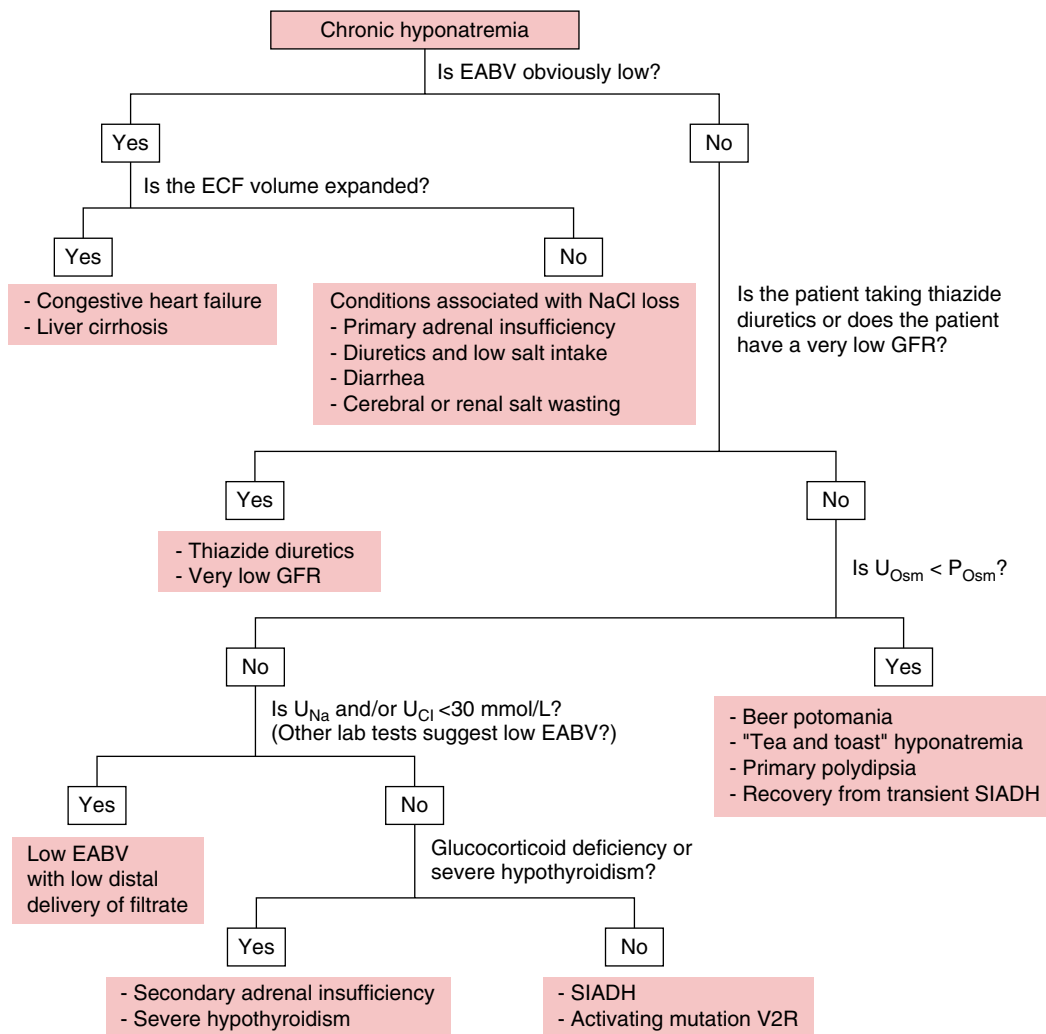 Chronic hyponatremia
Is EABV obviously low?
Yes
No
Is the ECF volume expanded?
Yes
No
- Congestive heart failure
- Liver cirrhosis
Conditions associated with NaCl loss
- Primary adrenal insufficiency
- Diuretics and low salt intake
- Diarrhea
- Cerebral or renal salt wasting
Is the patient taking thiazide
diuretics or does the patient
have a very low GFR?
Yes
No
- Thiazide diuretics
- Very low GFR
Is UOsm < POsm?
No
Yes
Is UNa and/or UCl <30 mmol/L?
(Other lab tests suggest low EABV?)
- Beer potomania
- "Tea and toast" hyponatremia
- Primary polydipsia
- Recovery from transient SIADH
Yes
No
Low EABV
with low distal
delivery of filtrate
Glucocorticoid deficiency or
severe hypothyroidism?
Yes
No
- Secondary adrenal insufficiency
- Severe hypothyroidism
- SIADH
- Activating mutation V2R